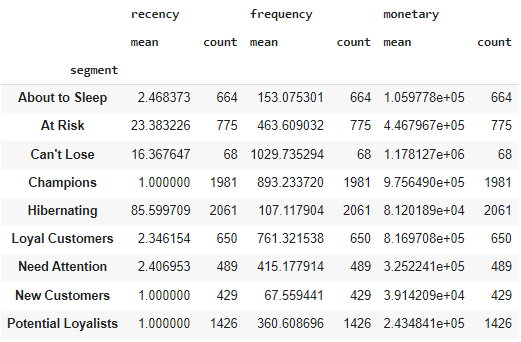 recency frequency monetary
mean count mean count mean count
segment
About to Sleep 2.468373 664 153.075301 664 1.059778e+05 664
At Risk 23.383226 775 463.609032 775 4.467967e+05 775
Can't Lose 16.367647 68 1029.735294 68 1.178127e+06 68
Champions 1.000000 1981 893.233720 1981 9.756490e+05 1981
Hibernating 85.599709 2061 107.117904 2061 8.120189e+04 2061
Loyal Customers 2.346154 650 761.321538 650 8.169708e+05 650
Need Attention 2.406953 489 415.177914 489 3.252241e+05 489
New Customers 1.000000 429 67.559441 429 3.914209e+04 429
Potential Loyalists 1.000000 1426 360.608696 1426 2.434841e+05 1426